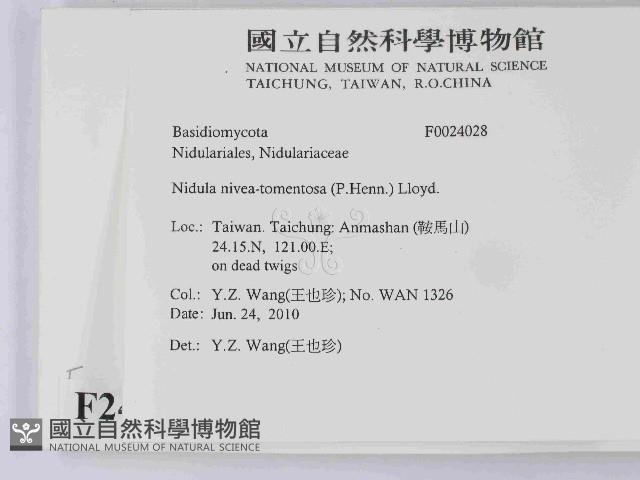 國立自然科學博物館
NATIONAL MUSEUM OF NATURAL SCIENCE
TAICHUNG, TAIWAN, R.O.CHINA
Basidiomycota F0024028
Nidulariales, Nidulariaceae
Nidula nivea-tomentosa (P.Henn.) Lloyd.
Loc.: Taiwan. Taichung: Anmashan (鞍馬山)
24.15.N, 121.00.E;
on dead twigs
Col.: Y.Z. Wang(王也珍); No. WAN 1326
Date: Jun. 24, 2010
Det.: Y.Z. Wang(王也珍)
F24
國立自然科學博物館
NATIONAL MUSEUM OF NATURAL SCIENCE